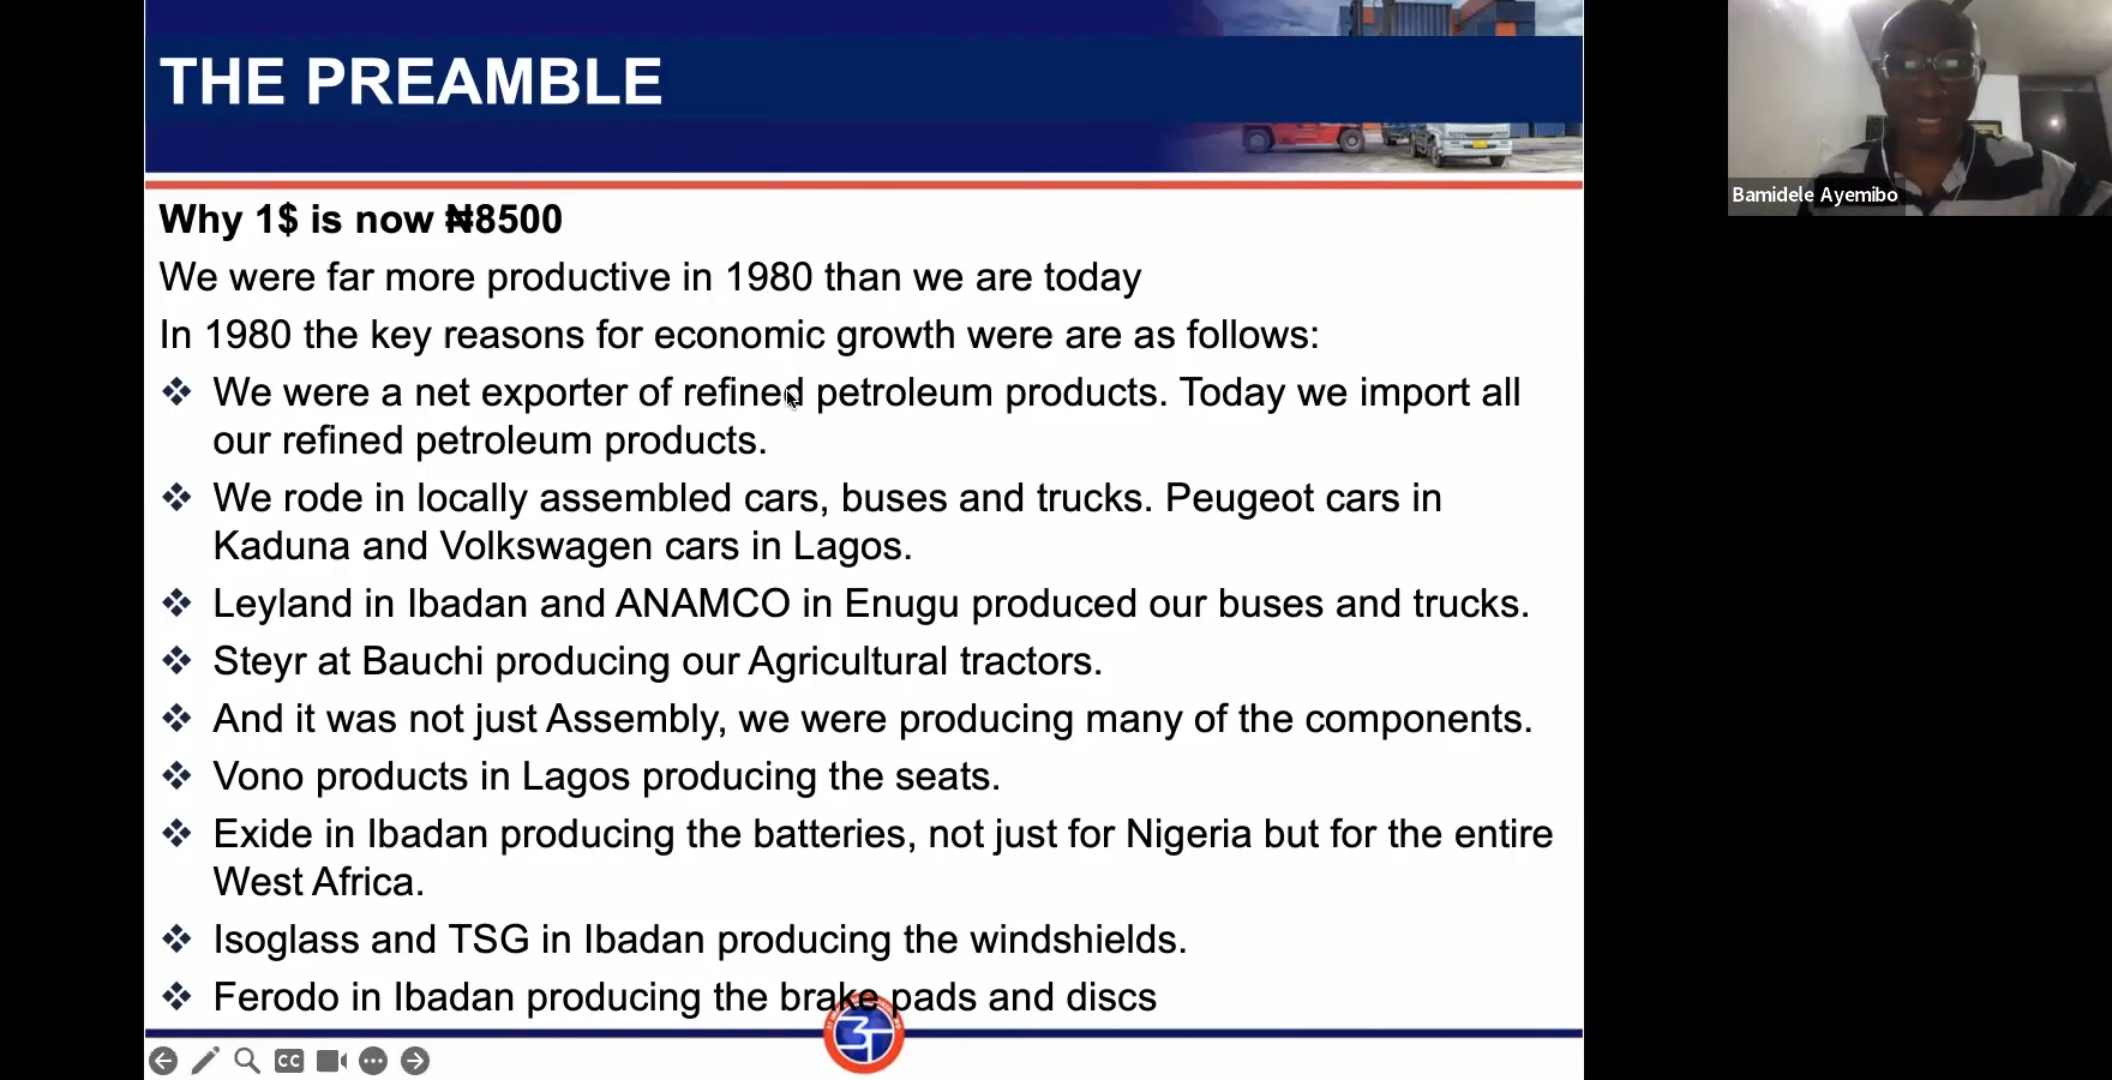 THE PREAMBLE
Bamidele Ayemibo
Why 1$ is now ₦8500
We were far more productive in 1980 than we are today
In 1980 the key reasons for economic growth were are as follows:
❖ We were a net exporter of refined petroleum products. Today we import all
our refined petroleum products.
❖ We rode in locally assembled cars, buses and trucks. Peugeot cars in
Kaduna and Volkswagen cars in Lagos.
❖ Leyland in Ibadan and ANAMCO in Enugu produced our buses and trucks.
❖ Steyr at Bauchi producing our Agricultural tractors.
❖ And it was not just Assembly, we were producing many of the components.
❖ Vono products in Lagos producing the seats.
❖ Exide in Ibadan producing the batteries, not just for Nigeria but for the entire
West Africa.
❖ Isoglass and TSG in Ibadan producing the windshields.
❖ Ferodo in Ibadan producing the brake pads and discs
3T
CC